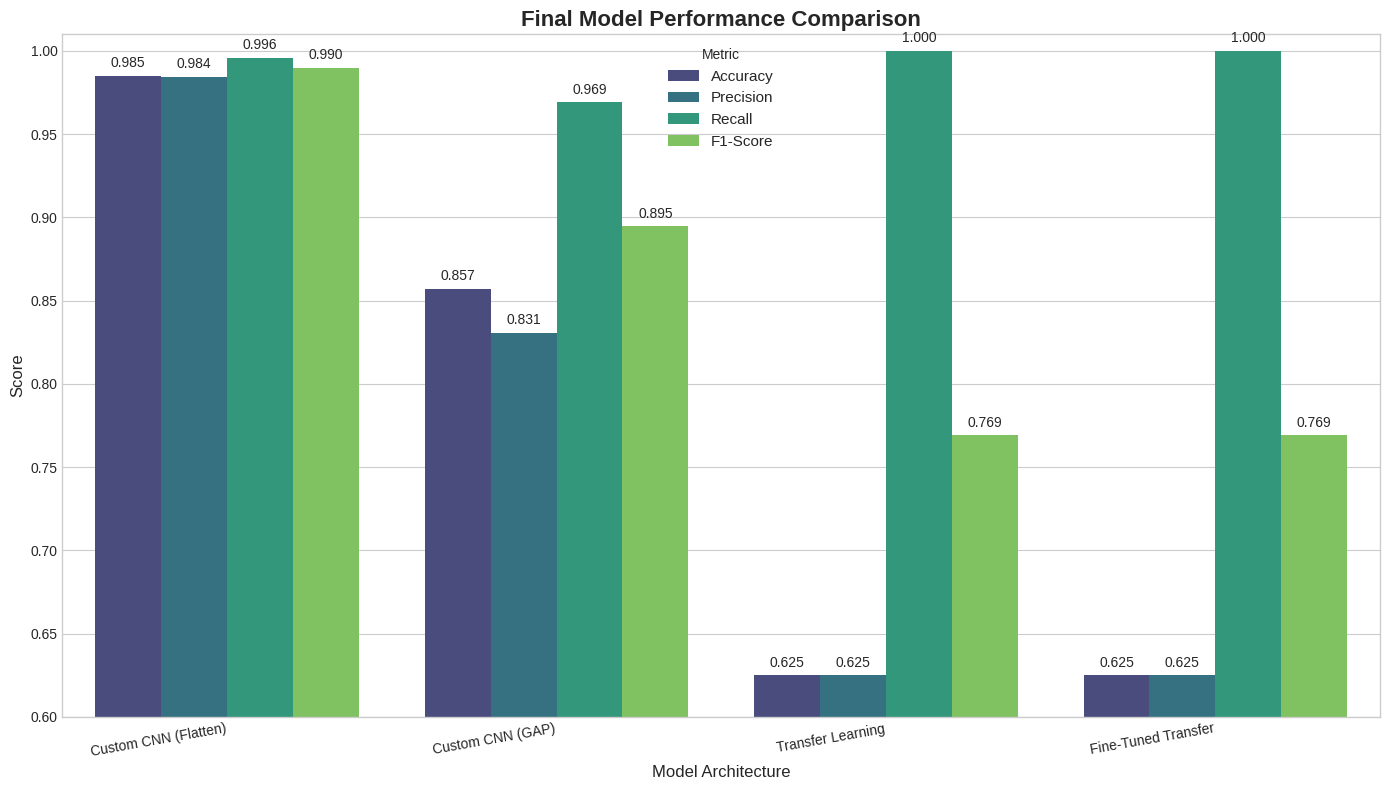 Final Model Performance Comparison
Metric
Accuracy
Precision
Recall
F1-Score
Score
1.00
0.95
0.90
0.85
0.80
0.75
0.70
0.65
0.60
0.985
0.984
0.996
0.990
0.857
0.831
0.969
0.895
0.625
0.625
1.000
0.769
0.625
0.625
1.000
0.769
Custom CNN (Flatten)
Custom CNN (GAP)
Transfer Learning
Fine-Tuned Transfer
Model Architecture